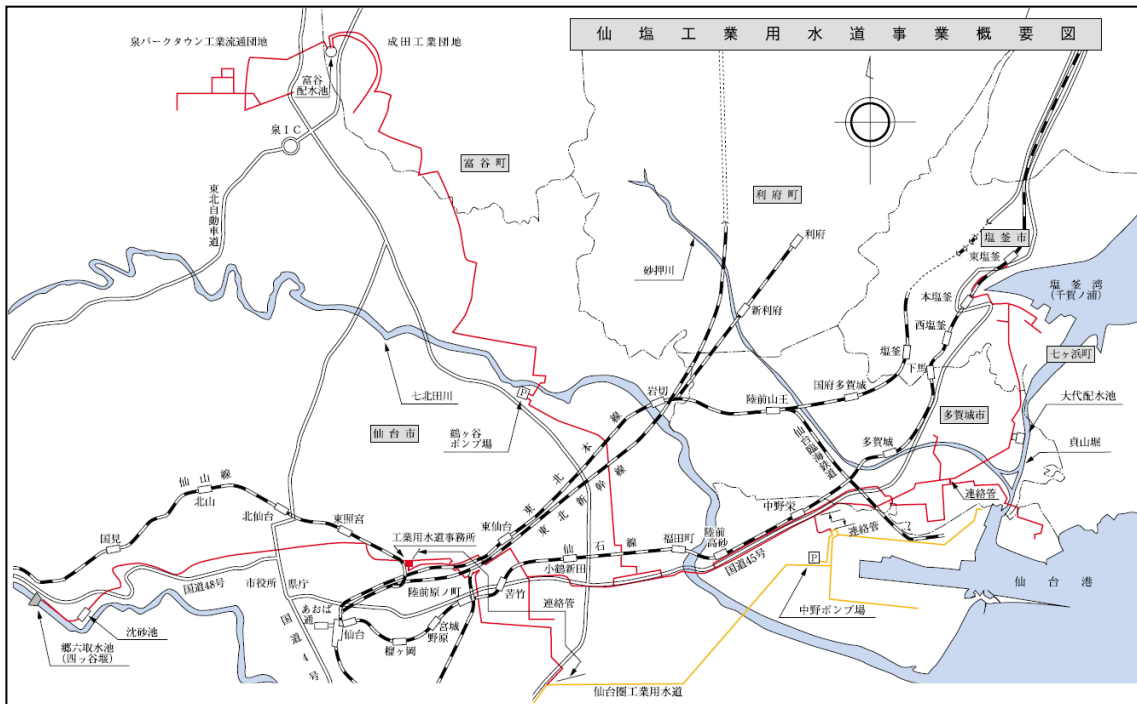 仙塩工業用水道事業概要図
泉パークタウン工業流通団地
成田工業団地
富谷
配水池
泉ＩＣ
東北自動車道
富谷町
利府町
砂押川
利府
新利府
塩釜市
東塩釜
塩釜湾
(千賀ノ浦)
本塩釜
西塩釜
塩釜
下馬
七ヶ浜町
大代配水池
貞山堀
多賀城市
国府多賀城
陸前山王
岩切
七北田川
仙台市
鶴ヶ谷
ポンプ場
東北本線
東北新幹線
仙台臨海鉄道
多賀城
中野栄
連絡管
連絡管
仙山線
北山
国見
北仙台
東照宮
工業用水道事務所
東仙台
仙石線
小鶴新田
福田町
陸前
高砂
国道45号
国道48号
市役所
県庁
陸前原ノ町
苦竹
連絡管
中野ポンプ場
仙台港
あおば
通
仙台
榴ヶ岡
宮城
野原
国道4号
沈砂池
郷六取水池
(四ッ谷堰)
仙台圏工業用水道
P
P